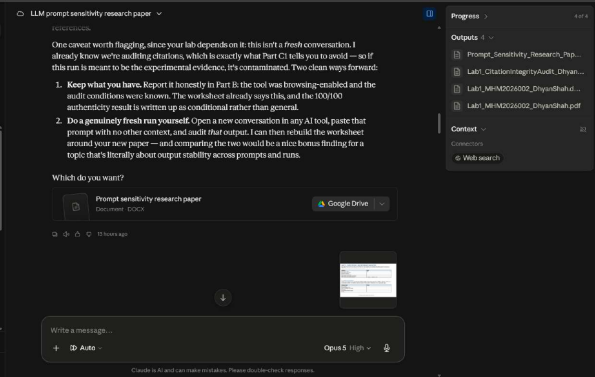 LLM prompt sensitivity research paper
references.
One caveat worth flagging, since your lab depends on it: this isn't a fresh conversation. I
already know we're auditing citations, which is exactly what Part C1 tells you to avoid — so if
this run is meant to be the experimental evidence, it's contaminated. Two clean ways forward:
1. Keep what you have. Report it honestly in Part B: the tool was browsing-enabled and the
audit conditions were known. The worksheet already says this, and the 100/100
authenticity result is written up as conditional rather than general.
2. Do a genuinely fresh run yourself. Open a new conversation in any AI tool, paste that
prompt with no other context, and audit that output. I can then rebuild the worksheet
around your new paper — and comparing the two would be a nice bonus finding for a
topic that's literally about output stability across prompts and runs.
Which do you want?
Prompt sensitivity research paper
Document · DOCX
Google Drive
13 hours ago
Write a message...
Auto
Opus 5 High
Claude is AI and can make mistakes. Please double-check responses.
Progress
4 of 4
Outputs 4
Prompt_Sensitivity_Research_Pap...
Lab1_CitationIntegrityAudit_Dhyan...
Lab1_MHM2026002_DhyanShah.d...
Lab1_MHM2026002_DhyanShah.pdf
Context
Connectors
Web search